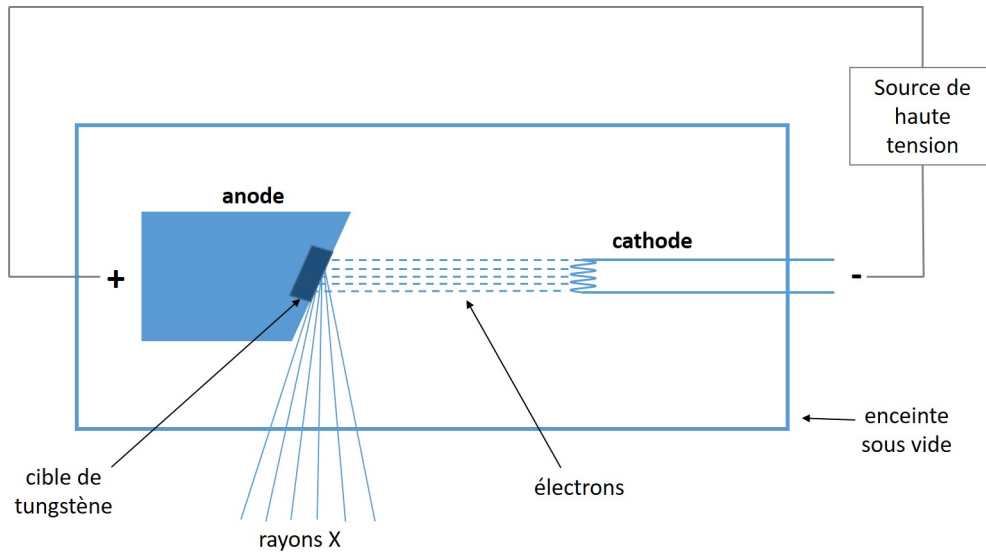 Source de
haute
tension
anode
cathode
+
-
enceinte
sous vide
cible de
tungstène
électrons
rayons X